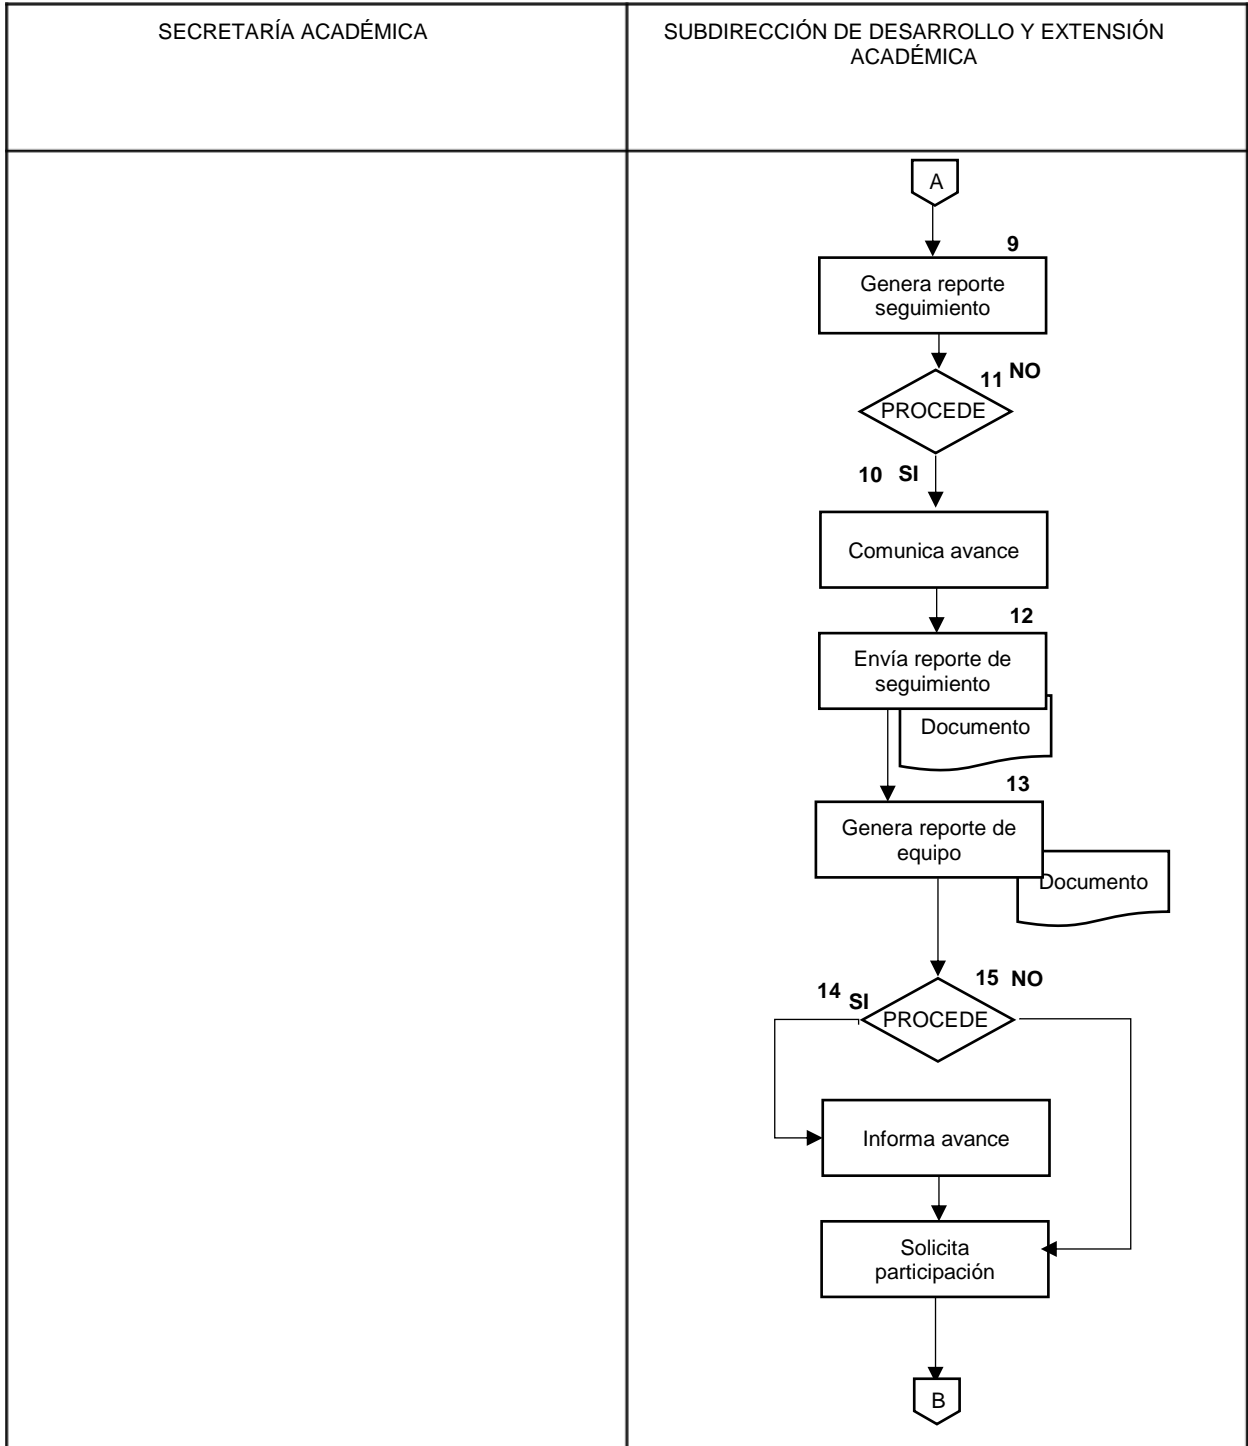 SECRETARÍA ACADÉMICA
SUBDIRECCIÓN DE DESARROLLO Y EXTENSIÓN
ACADÉMICA
A
9
Genera reporte
seguimiento
11 NO
PROCEDE
10 SI
Comunica avance
12
Envía reporte de
seguimiento
Documento
13
Genera reporte de
equipo
Documento
14 SI
15 NO
PROCEDE
Informa avance
Solicita
participación
B